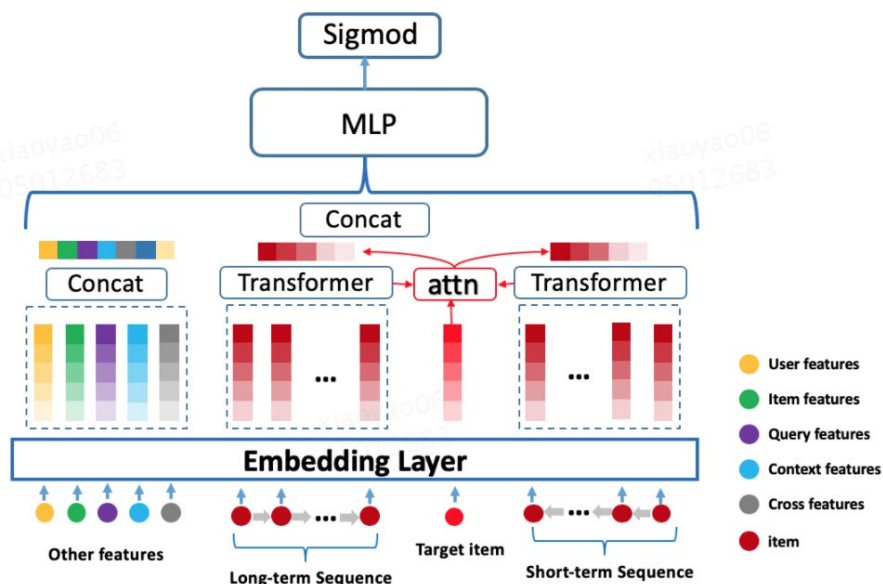 Sigmod
MLP
xiaoyao06
05012683
xiaoyao06
05012683
Concat
Concat
Transformer
attn
Transformer
...
...
User features
Item features
Query features
Context features
Cross features
item
xiaoyao06
Embedding Layer
...
...
Other features
Long-term Sequence
Target item
Short-term Sequence